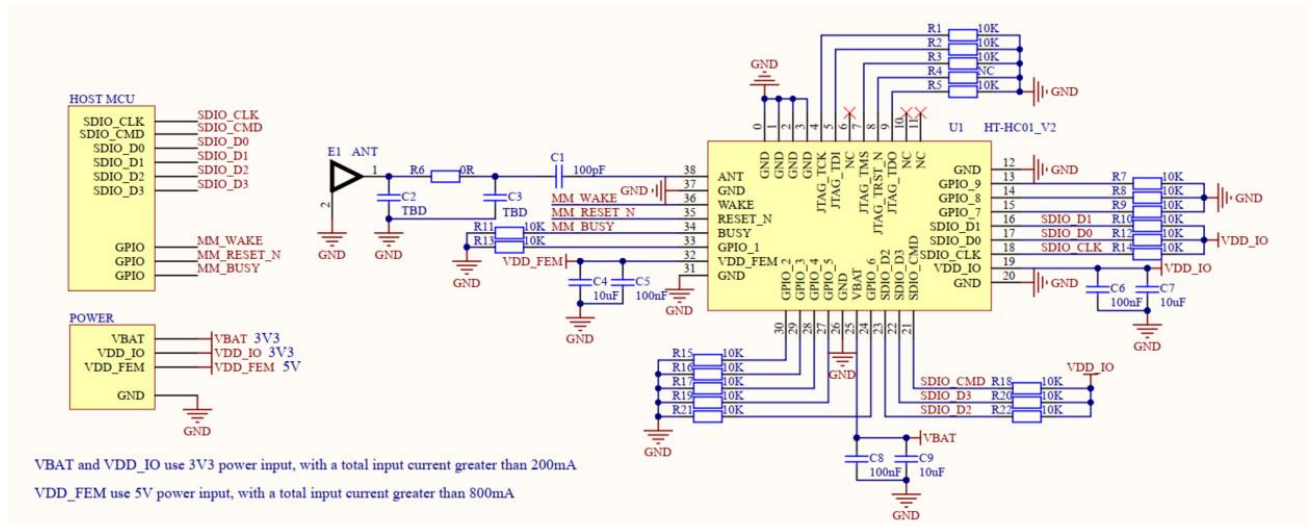 HOST MCU
SDIO_CLK SDIO_CLK
SDIO_CMD SDIO_CMD
SDIO_D0 SDIO_D0
SDIO_D1 SDIO_D1
SDIO_D2 SDIO_D2
SDIO_D3 SDIO_D3
GPIO MM_WAKE
GPIO MM_RESET_N
GPIO MM_BUSY
POWER
VBAT VBAT 3V3
VDD_IO VDD_IO 3V3
VDD_FEM VDD_FEM 5V
GND
GND
E1 ANT
1
2
GND
C2
TBD
GND
R6 0R
C3
TBD
C1
100pF
GND
MM_WAKE
MM_RESET_N
MM_BUSY
R11 10K
R13 10K
GND
VDD_FEM
C4
10uF
C5
100nF
GND
GND
38 ANT
37 GND
36 WAKE
35 RESET_N
34 BUSY
33 GPIO_1
32 VDD_FEM
31 GND
GND
0 GND
1 GND
2 GND
3 GND
4 JTAG_TCK
5 JTAG_TDI
6 NC
7 JTAG_TMS
8 JTAG_TRST_N
9 JTAG_TDO
10 NC
11 NC
R1 10K
R2 10K
R3 10K
R4 NC
R5 10K
GND
U1 HT-HC01_V2
GND 12
GPIO_9 13
GPIO_8 14
GPIO_7 15
SDIO_D1 16
SDIO_D0 17
SDIO_CLK 18
VDD_IO 19
GND 20
GND
R7 10K
R8 10K
R9 10K
SDIO_D1 R10 10K
SDIO_D0 R12 10K
SDIO_CLK R14 10K
GND
VDD_IO
VDD_IO
GND
C6
100nF
C7
10uF
GND
GPIO_2 30
GPIO_3 29
GPIO_4 28
GPIO_5 27
GND 26
VBAT 25
GPIO_6 24
SDIO_D2 23
SDIO_D3 22
SDIO_CMD 21
R15 10K
R16 10K
R17 10K
R19 10K
R21 10K
GND
GND
VDD_IO
SDIO_CMD R18 10K
SDIO_D3 R20 10K
SDIO_D2 R22 10K
VBAT
C8
100nF
C9
10uF
GND
VBAT and VDD_IO use 3V3 power input, with a total input current greater than 200mA
VDD_FEM use 5V power input, with a total input current greater than 800mA